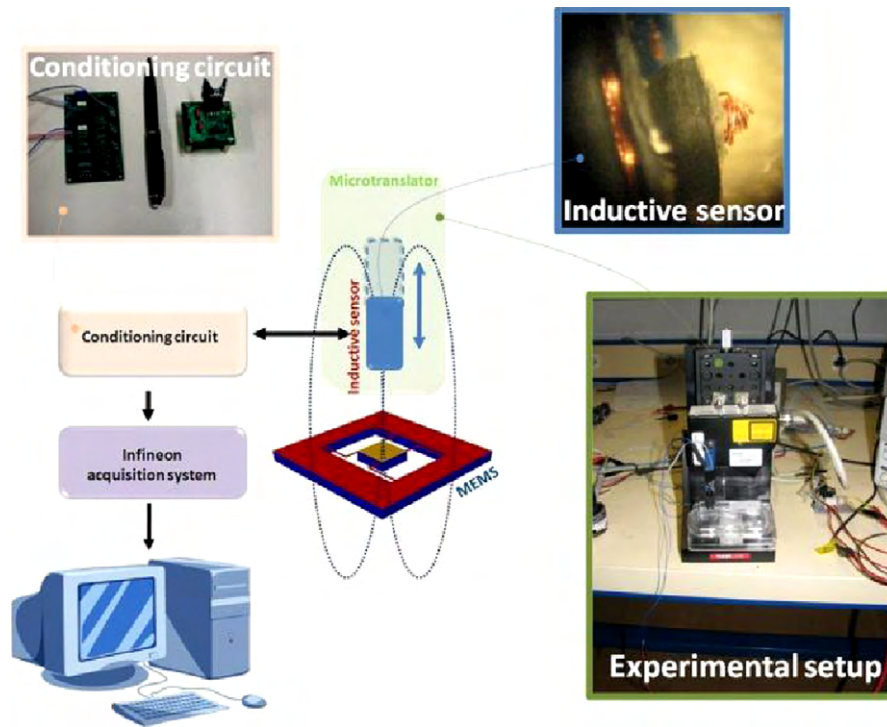 Conditioning circuit
Inductive sensor
Microtranslator
Inductive sensor
Conditioning circuit
Infineon
acquisition system
MEMS
Experimental setup